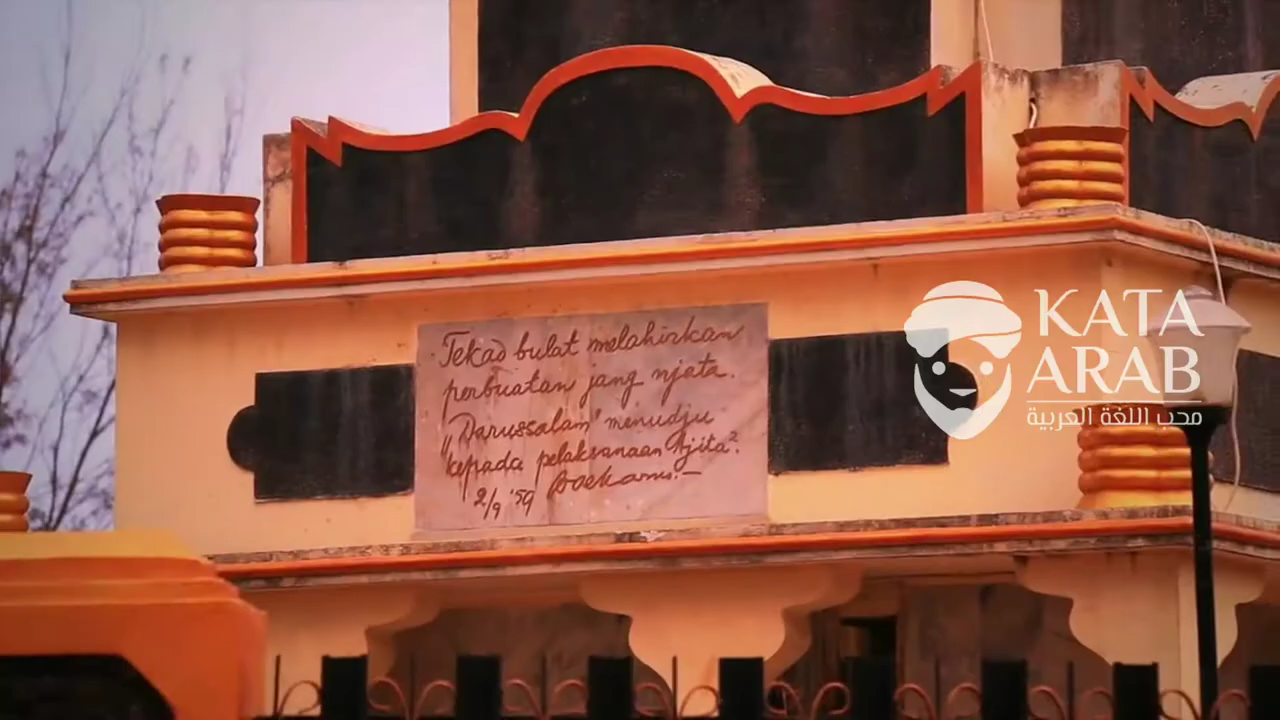 Tekad bulat melahirkan
perbuatan jang njata.
"Darussalam" menudju
kepada pelaksanaan tjita².
2/9 '59 Soekarno.—
KATA
ARAB
محب اللغة العربية